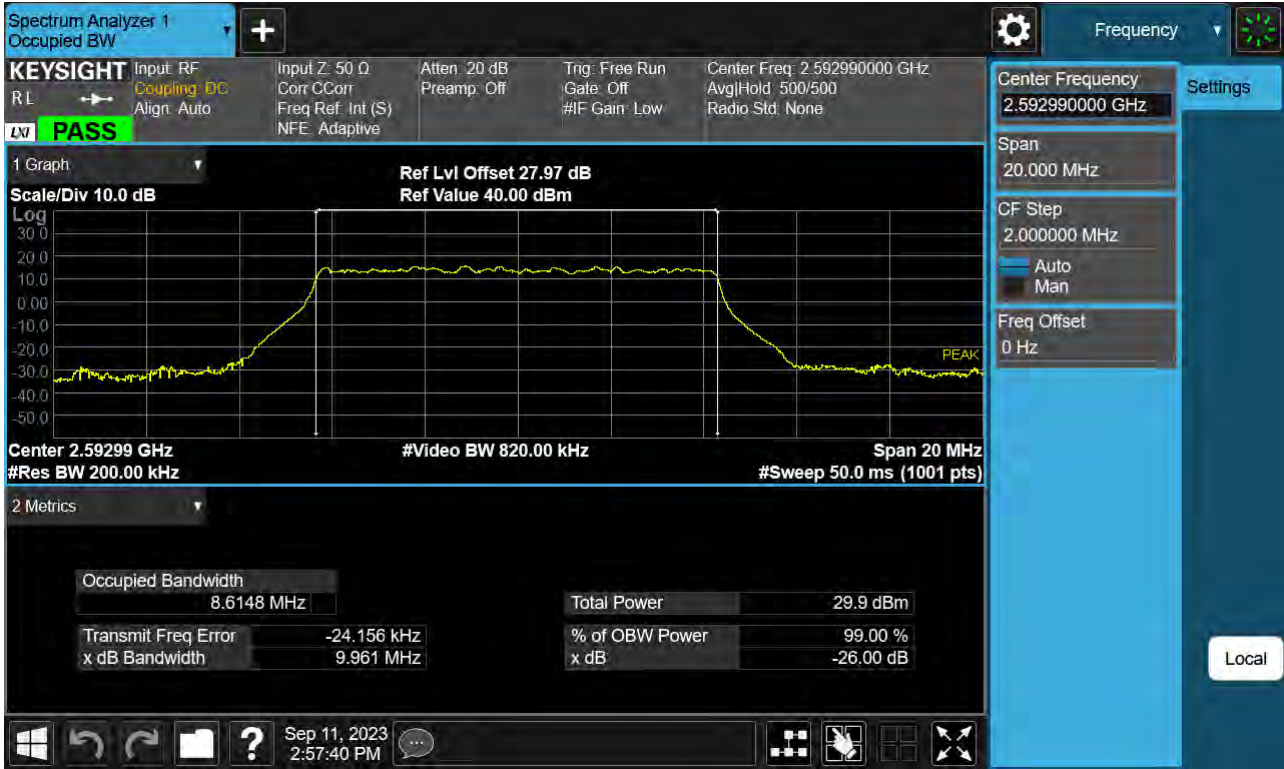 Spectrum Analyzer 1
Occupied BW
Frequency
KEYSIGHT
R L
LXI
PASS
Input: RF
Coupling: DC
Align: Auto
Input Z: 50 Ω
Corr CCorr
Freq Ref: Int (S)
NFE: Adaptive
Atten: 20 dB
Preamp: Off
Trig: Free Run
Gate: Off
#IF Gain: Low
Center Freq: 2.592990000 GHz
Avg|Hold: 500/500
Radio Std: None
Center Frequency
2.592990000 GHz
Settings
Span
20.000 MHz
CF Step
2.000000 MHz
Auto
Man
Freq Offset
0 Hz
Local
1 Graph
Scale/Div 10.0 dB
Ref Lvl Offset 27.97 dB
Ref Value 40.00 dBm
Log
30.0
20.0
10.0
0.00
-10.0
-20.0
-30.0
-40.0
-50.0
PEAK
Center 2.59299 GHz
#Video BW 820.00 kHz
Span 20 MHz
#Res BW 200.00 kHz
#Sweep 50.0 ms (1001 pts)
2 Metrics
Occupied Bandwidth
8.6148 MHz
Total Power 29.9 dBm
Transmit Freq Error -24.156 kHz
% of OBW Power 99.00 %
x dB Bandwidth 9.961 MHz
x dB -26.00 dB
?
Sep 11, 2023
2:57:40 PM